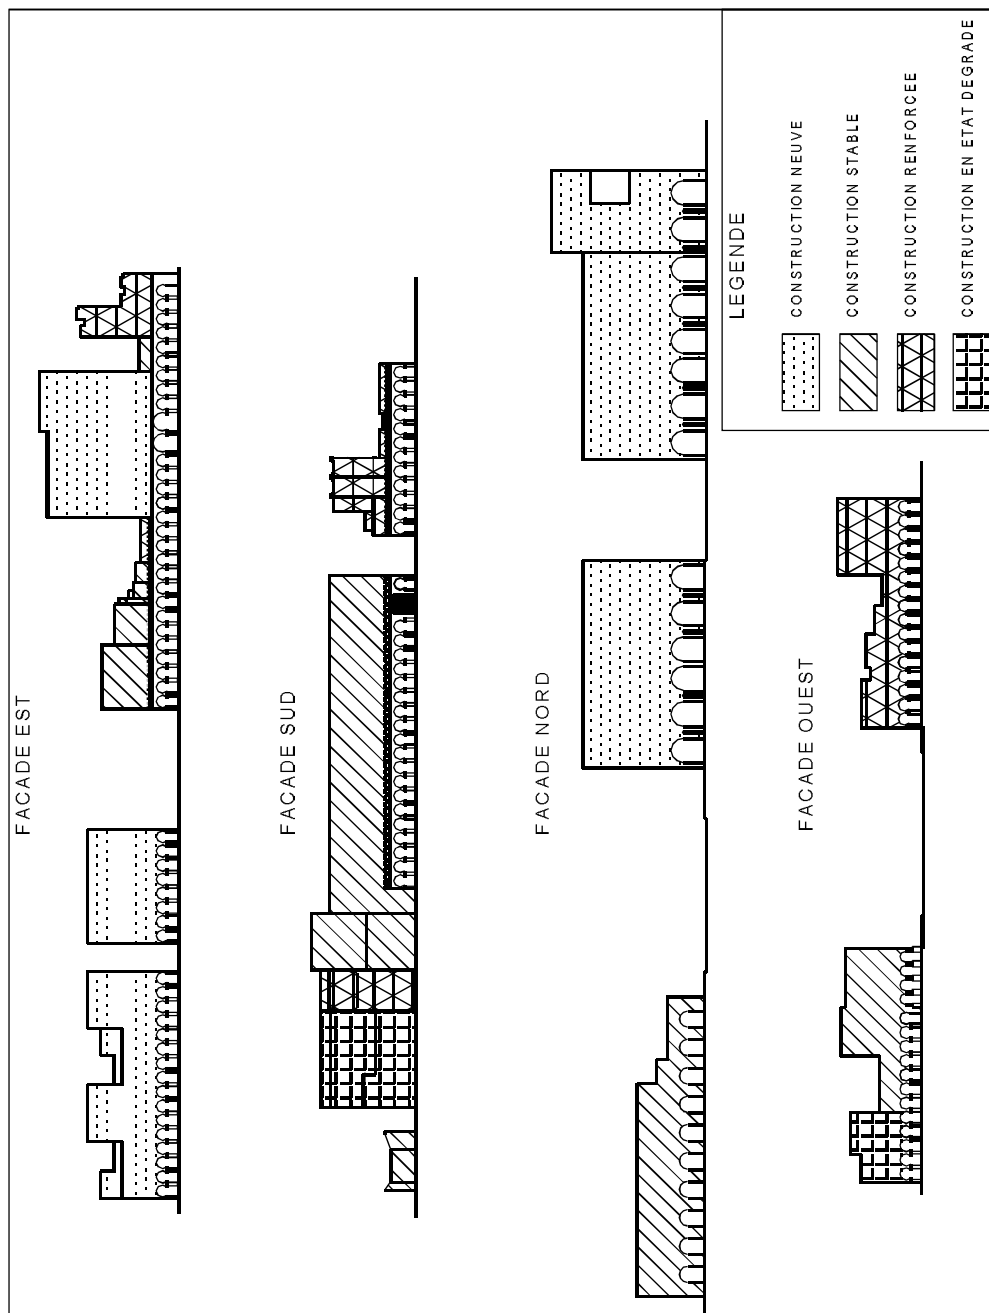 FACADE EST
FACADE SUD
FACADE NORD
FACADE OUEST
LEGENDE
CONSTRUCTION NEUVE
CONSTRUCTION STABLE
CONSTRUCTION RENFORCEE
CONSTRUCTION EN ETAT DEGRADE